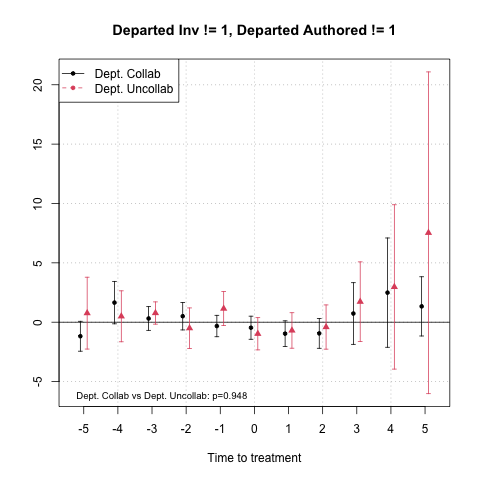 Departed Inv != 1, Departed Authored != 1
Dept. Collab
Dept. Uncollab
20
15
10
5
0
-5
Dept. Collab vs Dept. Uncollab: p=0.948
-5 -4 -3 -2 -1 0 1 2 3 4 5
Time to treatment